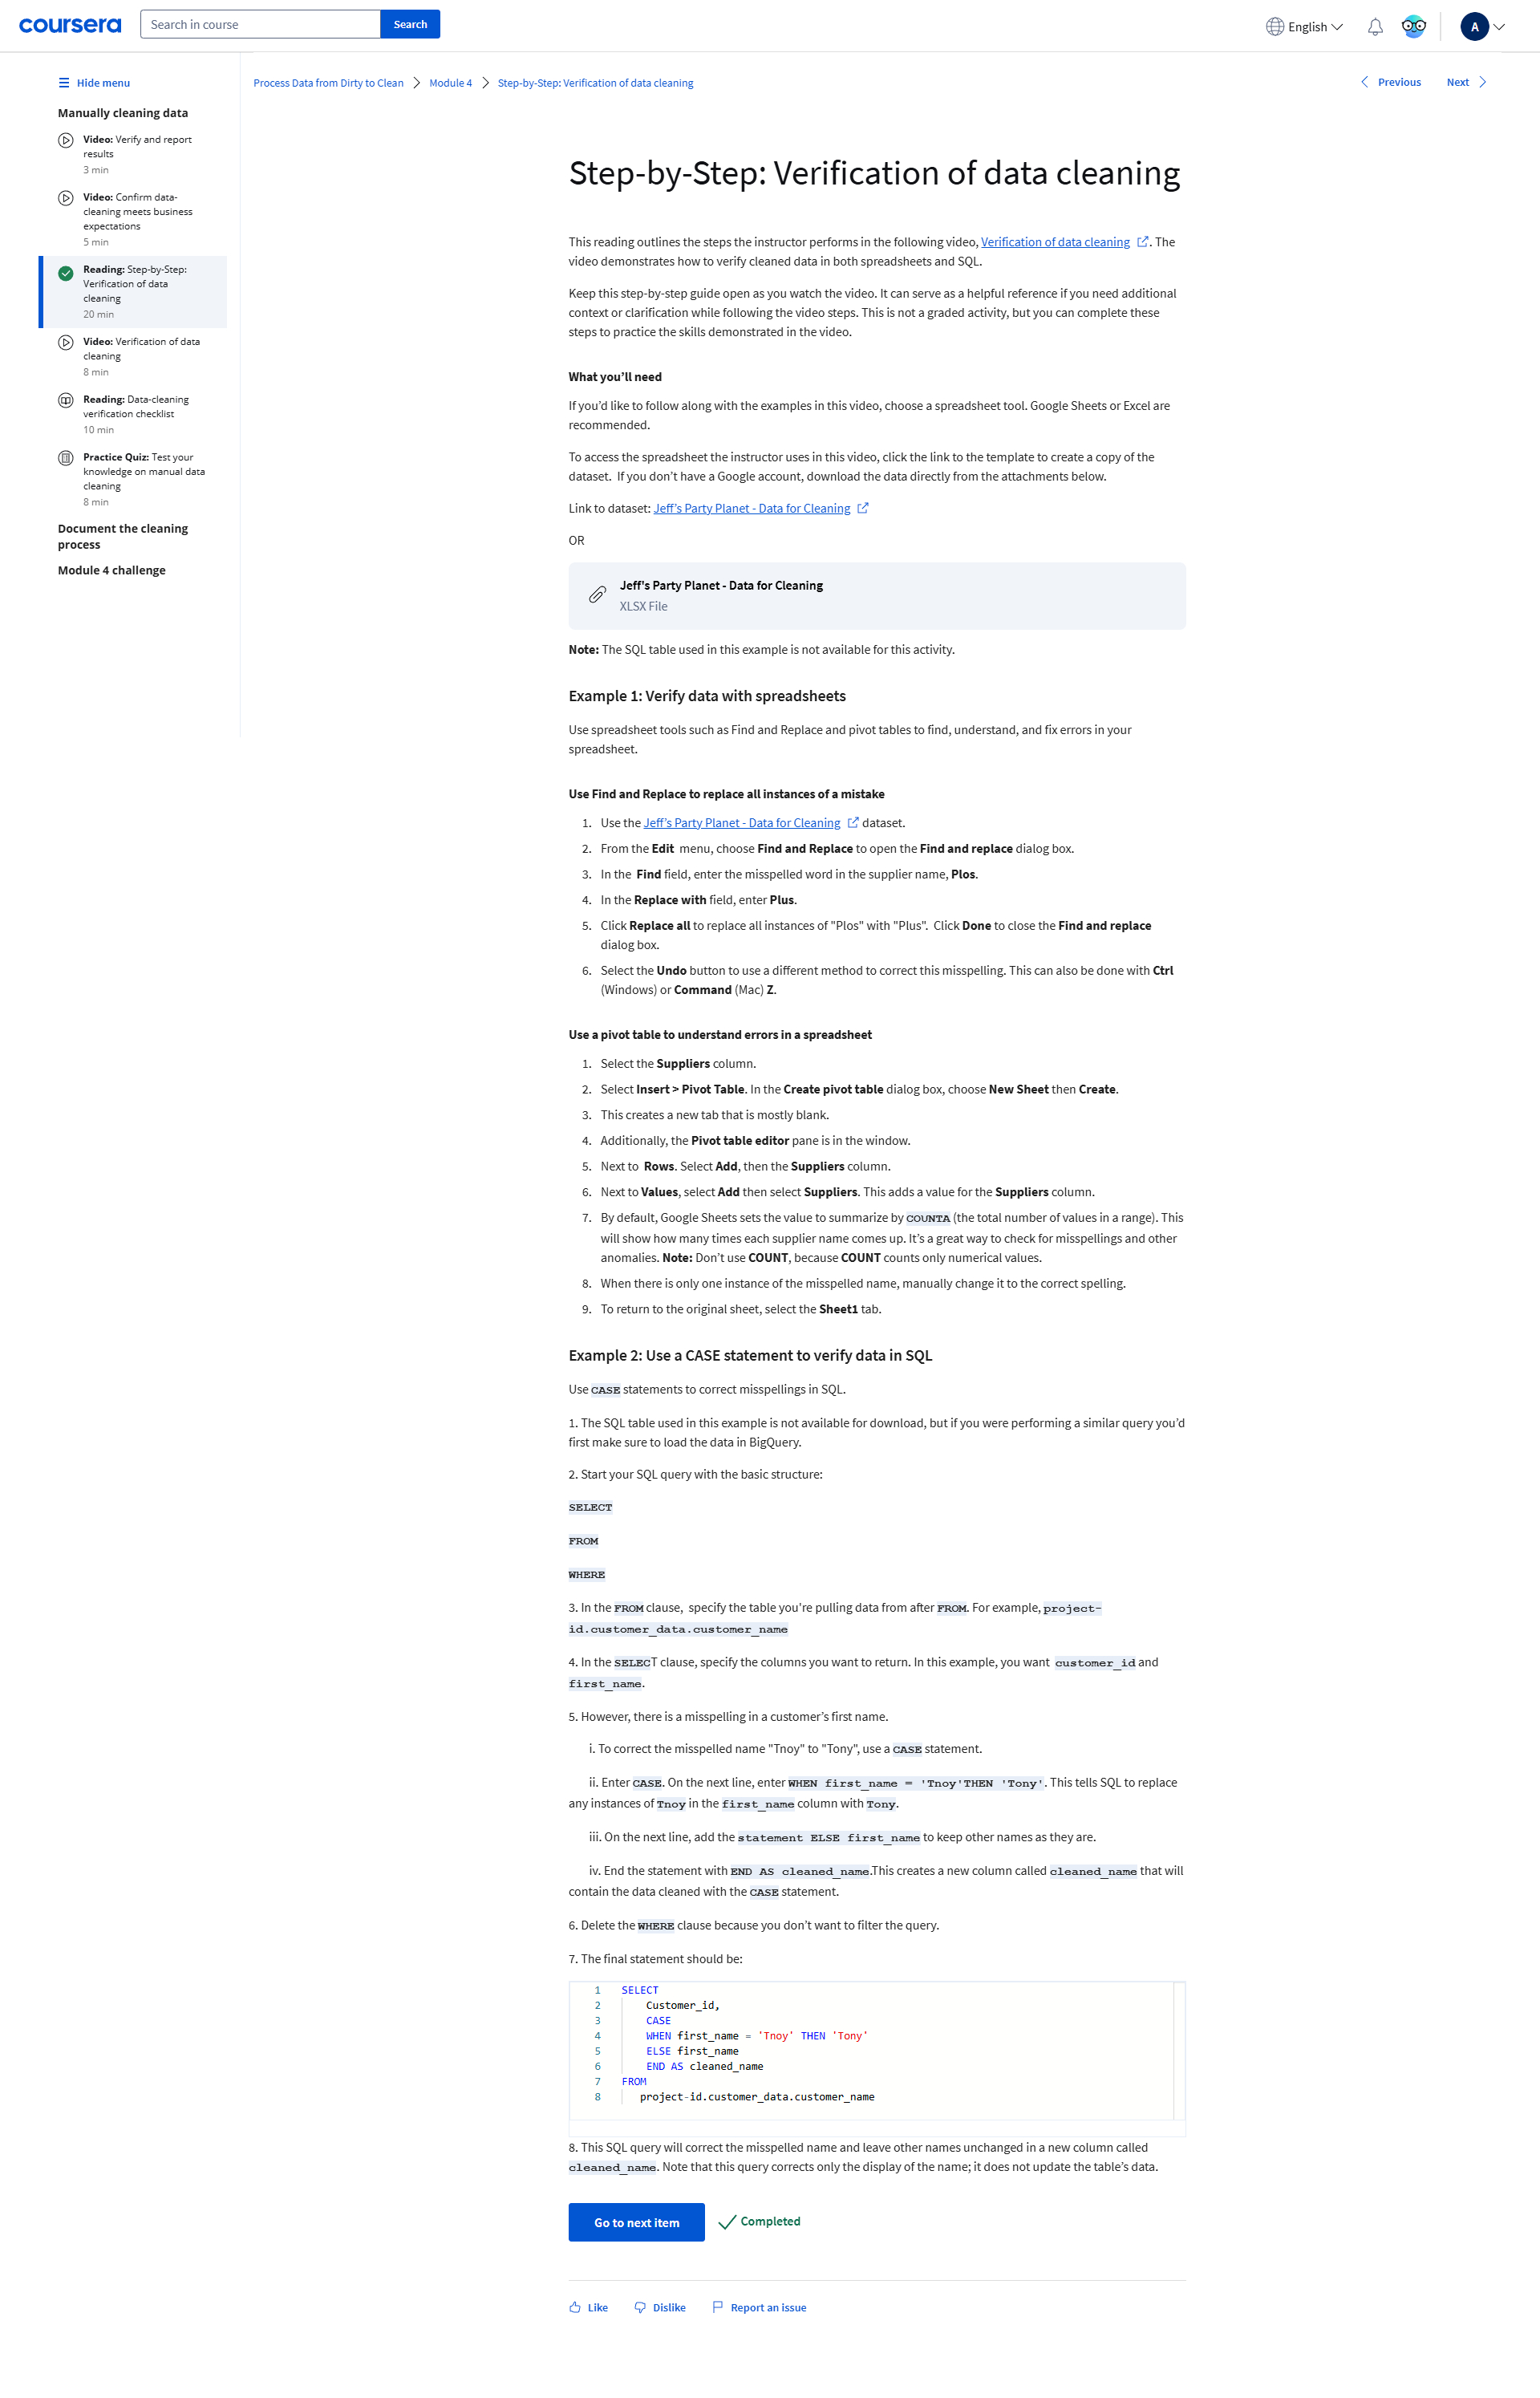 coursera
Search in course
Search
English
A
Hide menu
Process Data from Dirty to Clean
Module 4
Step-by-Step: Verification of data cleaning
Previous
Next
Manually cleaning data
Video: Verify and report
results
3 min
Video: Confirm data-
cleaning meets business
expectations
5 min
Reading: Step-by-Step:
Verification of data
cleaning
20 min
Video: Verification of data
cleaning
8 min
Reading: Data-cleaning
verification checklist
10 min
Practice Quiz: Test your
knowledge on manual data
cleaning
8 min
Document the cleaning
process
Module 4 challenge
Step-by-Step: Verification of data cleaning
This reading outlines the steps the instructor performs in the following video, Verification of data cleaning. The
video demonstrates how to verify cleaned data in both spreadsheets and SQL.
Keep this step-by-step guide open as you watch the video. It can serve as a helpful reference if you need additional
context or clarification while following the video steps. This is not a graded activity, but you can complete these
steps to practice the skills demonstrated in the video.
What you’ll need
If you’d like to follow along with the examples in this video, choose a spreadsheet tool. Google Sheets or Excel are
recommended.
To access the spreadsheet the instructor uses in this video, click the link to the template to create a copy of the
dataset.  If you don’t have a Google account, download the data directly from the attachments below.
Link to dataset: Jeff’s Party Planet - Data for Cleaning
OR
Jeff's Party Planet - Data for Cleaning
XLSX File
Note: The SQL table used in this example is not available for this activity.
Example 1: Verify data with spreadsheets
Use spreadsheet tools such as Find and Replace and pivot tables to find, understand, and fix errors in your
spreadsheet.
Use Find and Replace to replace all instances of a mistake
1. Use the Jeff’s Party Planet - Data for Cleaning dataset.
2. From the Edit  menu, choose Find and Replace to open the Find and replace dialog box.
3. In the  Find field, enter the misspelled word in the supplier name, Plos.
4. In the Replace with field, enter Plus.
5. Click Replace all to replace all instances of "Plos" with "Plus".  Click Done to close the Find and replace
dialog box.
6. Select the Undo button to use a different method to correct this misspelling. This can also be done with Ctrl
(Windows) or Command (Mac) Z.
Use a pivot table to understand errors in a spreadsheet
1. Select the Suppliers column.
2. Select Insert > Pivot Table. In the Create pivot table dialog box, choose New Sheet then Create.
3. This creates a new tab that is mostly blank.
4. Additionally, the Pivot table editor pane is in the window.
5. Next to  Rows. Select Add, then the Suppliers column.
6. Next to Values, select Add then select Suppliers. This adds a value for the Suppliers column.
7. By default, Google Sheets sets the value to summarize by COUNTA (the total number of values in a range). This
will show how many times each supplier name comes up. It’s a great way to check for misspellings and other
anomalies. Note: Don’t use COUNT, because COUNT counts only numerical values.
8. When there is only one instance of the misspelled name, manually change it to the correct spelling.
9. To return to the original sheet, select the Sheet1 tab.
Example 2: Use a CASE statement to verify data in SQL
Use CASE statements to correct misspellings in SQL.
1. The SQL table used in this example is not available for download, but if you were performing a similar query you’d
first make sure to load the data in BigQuery.
2. Start your SQL query with the basic structure:
SELECT
FROM
WHERE
3. In the FROM clause,  specify the table you're pulling data from after FROM. For example, project-
id.customer_data.customer_name
4. In the SELECT clause, specify the columns you want to return. In this example, you want  customer_id and
first_name.
5. However, there is a misspelling in a customer’s first name.
i. To correct the misspelled name "Tnoy" to "Tony", use a CASE statement.
ii. Enter CASE. On the next line, enter WHEN first_name = 'Tnoy'THEN 'Tony'. This tells SQL to replace
any instances of Tnoy in the first_name column with Tony.
iii. On the next line, add the statement ELSE first_name to keep other names as they are.
iv. End the statement with END AS cleaned_name.This creates a new column called cleaned_name that will
contain the data cleaned with the CASE statement.
6. Delete the WHERE clause because you don’t want to filter the query.
7. The final statement should be:
1 SELECT
2 Customer_id,
3 CASE
4 WHEN first_name = 'Tnoy' THEN 'Tony'
5 ELSE first_name
6 END AS cleaned_name
7 FROM
8 project-id.customer_data.customer_name
8. This SQL query will correct the misspelled name and leave other names unchanged in a new column called
cleaned_name. Note that this query corrects only the display of the name; it does not update the table’s data.
Go to next item
Completed
Like
Dislike
Report an issue